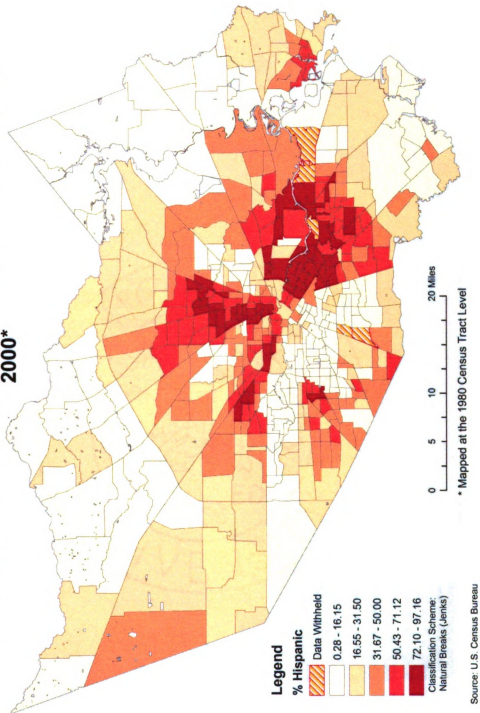 2000*
Legend
% Hispanic
Data Withheld
0.28 - 16.15
16.55 - 31.50
31.67 - 50.00
50.43 - 71.12
72.10 - 97.16
Classification Scheme:
Natural Breaks (Jenks)
0 5 10 20 Miles
* Mapped at the 1980 Census Tract Level
Source: U.S. Census Bureau